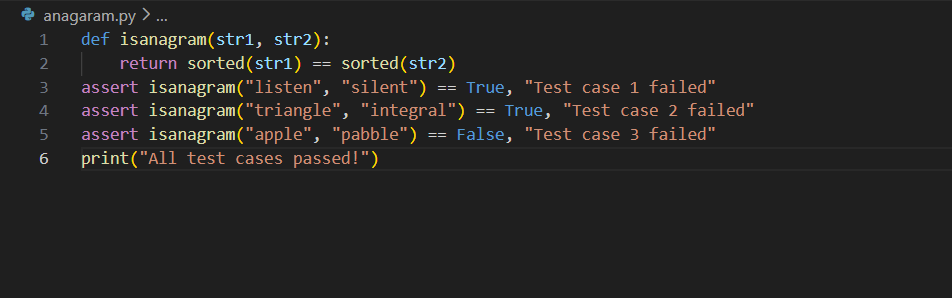 anagaram.py > ...
1 def isanagram(str1, str2):
2     return sorted(str1) == sorted(str2)
3 assert isanagram("listen", "silent") == True, "Test case 1 failed"
4 assert isanagram("triangle", "integral") == True, "Test case 2 failed"
5 assert isanagram("apple", "pabble") == False, "Test case 3 failed"
6 print("All test cases passed!")